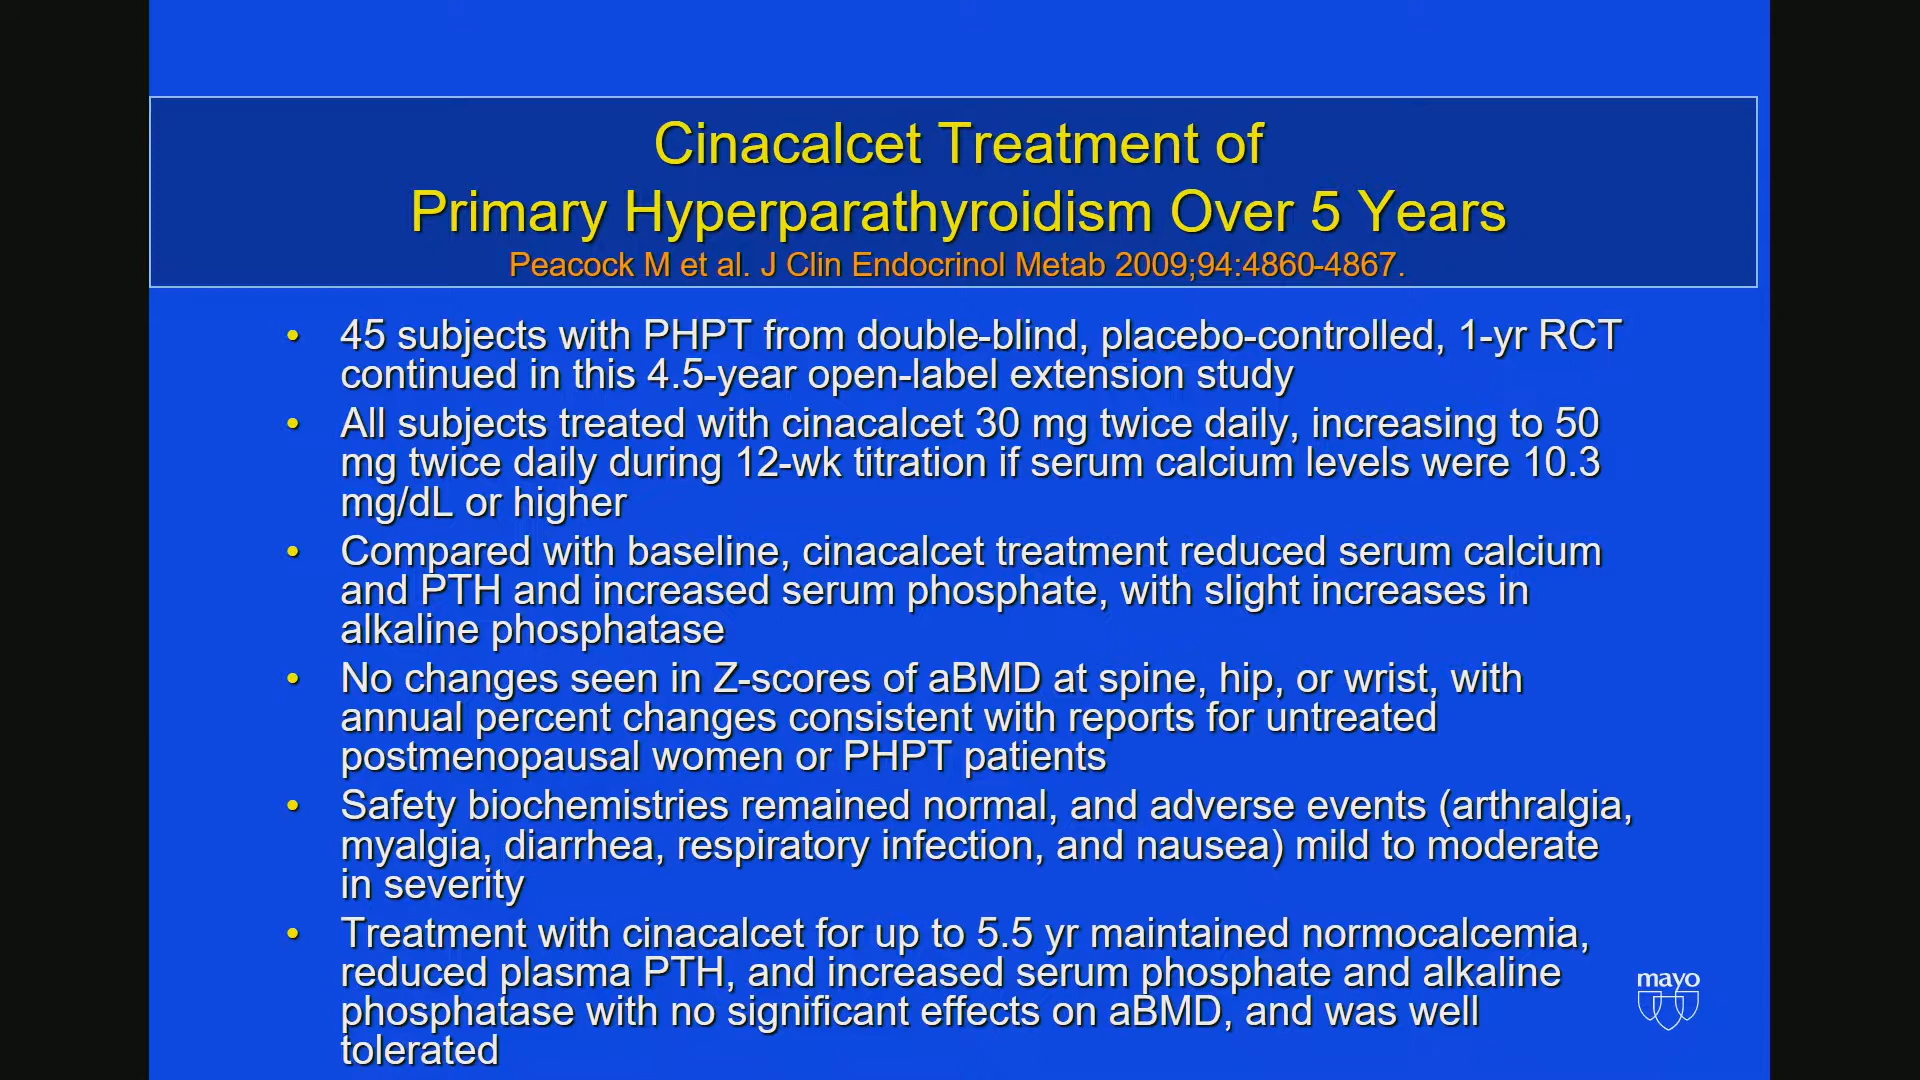 Cinacalcet Treatment of
Primary Hyperparathyroidism Over 5 Years
Peacock M et al. J Clin Endocrinol Metab 2009;94:4860-4867.
• 45 subjects with PHPT from double-blind, placebo-controlled, 1-yr RCT
continued in this 4.5-year open-label extension study
• All subjects treated with cinacalcet 30 mg twice daily, increasing to 50
mg twice daily during 12-wk titration if serum calcium levels were 10.3
mg/dL or higher
• Compared with baseline, cinacalcet treatment reduced serum calcium
and PTH and increased serum phosphate, with slight increases in
alkaline phosphatase
• No changes seen in Z-scores of aBMD at spine, hip, or wrist, with
annual percent changes consistent with reports for untreated
postmenopausal women or PHPT patients
• Safety biochemistries remained normal, and adverse events (arthralgia,
myalgia, diarrhea, respiratory infection, and nausea) mild to moderate
in severity
• Treatment with cinacalcet for up to 5.5 yr maintained normocalcemia,
reduced plasma PTH, and increased serum phosphate and alkaline
phosphatase with no significant effects on aBMD, and was well
tolerated
mayo